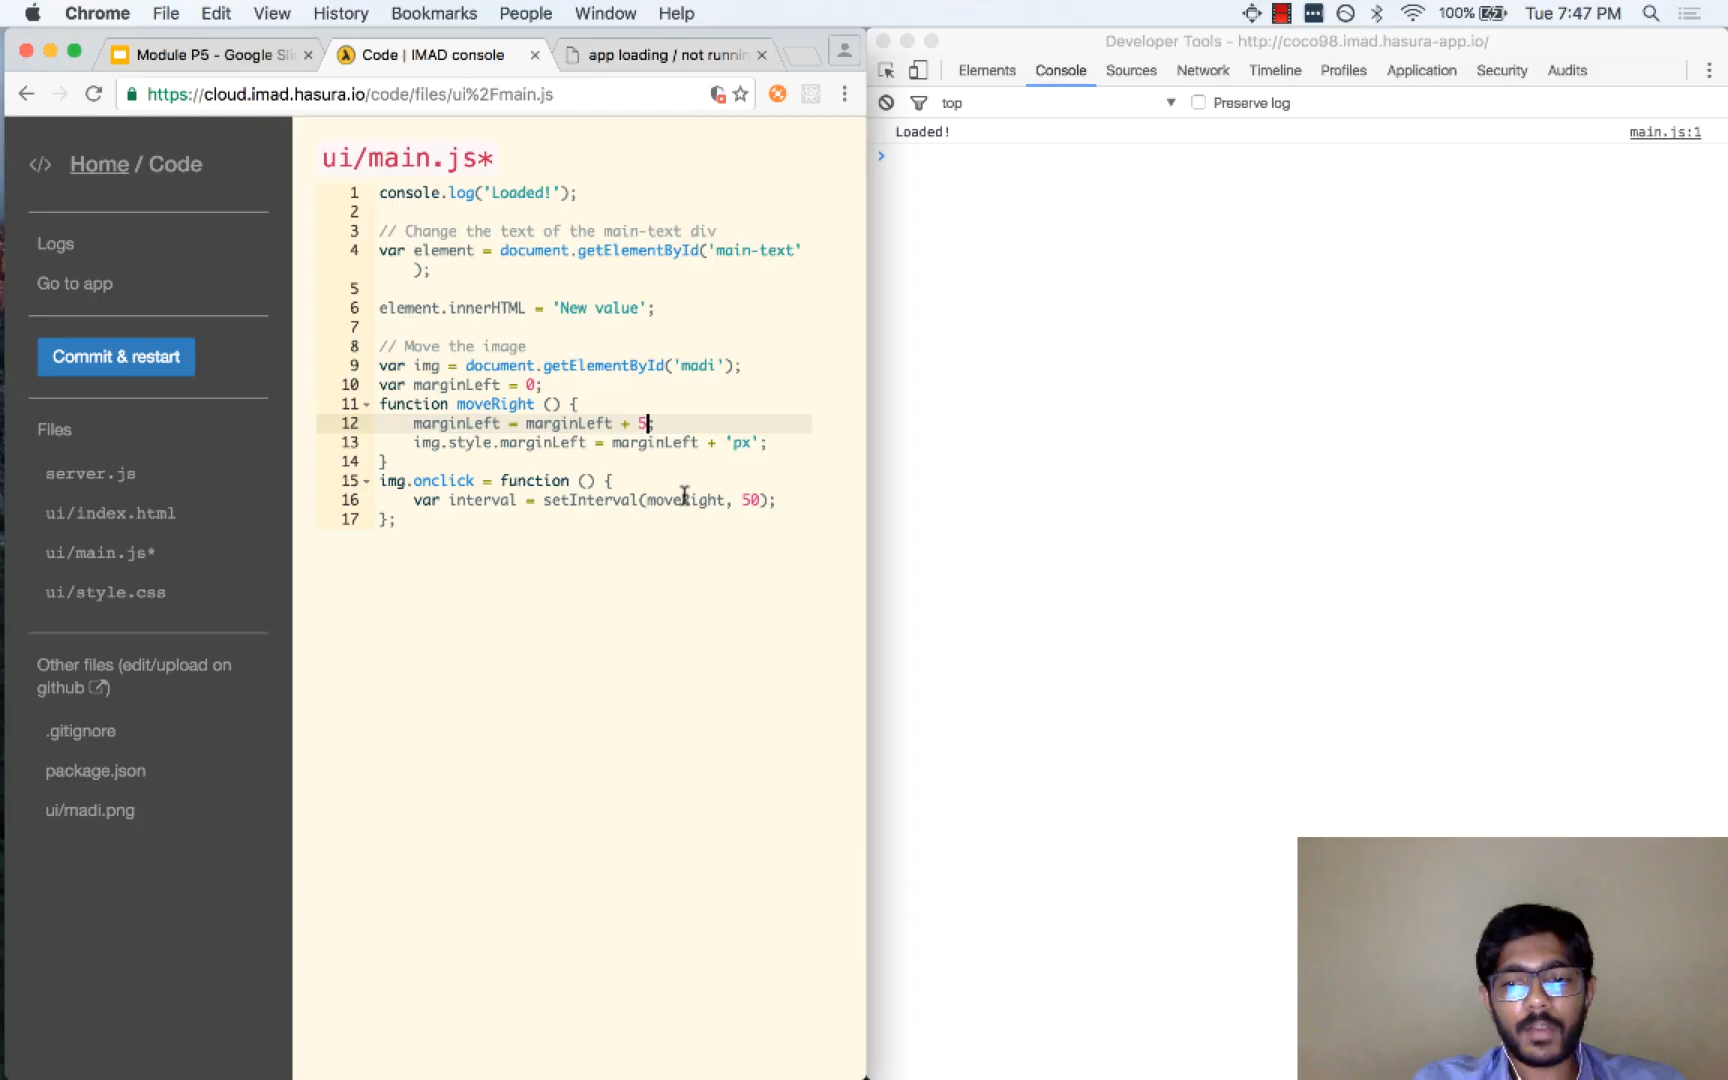 Chrome File Edit View History Bookmarks People Window Help 100% Tue 7:47 PM
Module P5 - Google Sli
Code | IMAD console
app loading / not runnin
https://cloud.imad.hasura.io/code/files/ui%2Fmain.js
</> Home / Code
Logs
Go to app
Commit & restart
Files
server.js
ui/index.html
ui/main.js*
ui/style.css
Other files (edit/upload on
github )
.gitignore
package.json
ui/madi.png
ui/main.js*
1 console.log('Loaded!');
2
3 // Change the text of the main-text div
4 var element = document.getElementById('main-text'
);
5
6 element.innerHTML = 'New value';
7
8 // Move the image
9 var img = document.getElementById('madi');
10 var marginLeft = 0;
11 function moveRight () {
12 marginLeft = marginLeft + 5;
13 img.style.marginLeft = marginLeft + 'px';
14 }
15 img.onclick = function () {
16 var interval = setInterval(moveRight, 50);
17 };
Developer Tools - http://coco98.imad.hasura-app.io/
Elements Console Sources Network Timeline Profiles Application Security Audits
top Preserve log
Loaded! main.js:1